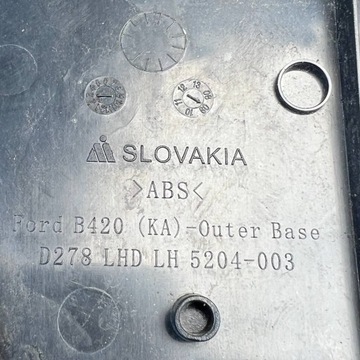 SLOVAKIA
>ABS<
Ford B420 (KA)-Outer Base
D278 LHD LH 5204-003